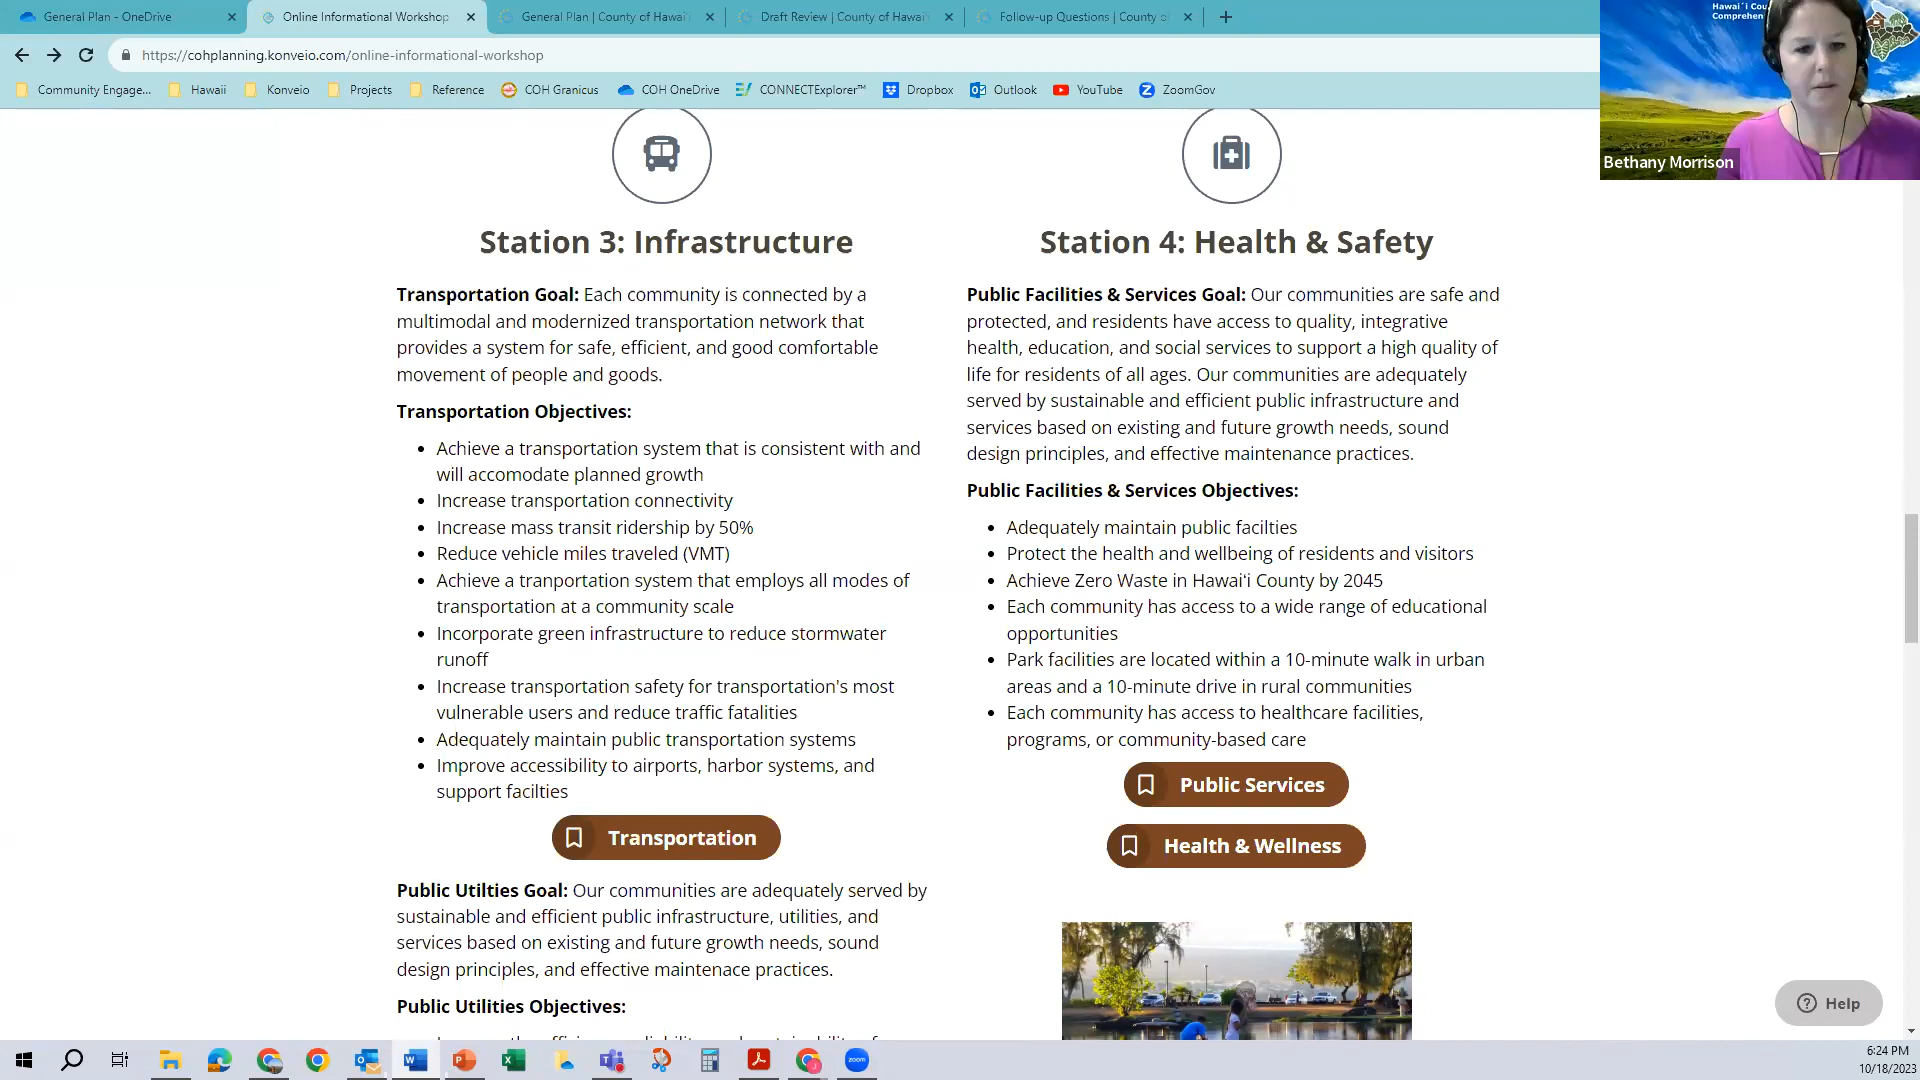 General Plan - OneDrive
Online Informational Workshop
General Plan | County of Hawai'i
Draft Review | County of Hawai'i
Follow-up Questions | County of
https://cohplanning.konveio.com/online-informational-workshop
Community Engage...
Hawaii
Konveio
Projects
Reference
COH Granicus
COH OneDrive
CONNECTExplorer™
Dropbox
Outlook
YouTube
ZoomGov
Hawai´i Cou
Comprehen
Bethany Morrison
Station 3: Infrastructure
Transportation Goal: Each community is connected by a
multimodal and modernized transportation network that
provides a system for safe, efficient, and good comfortable
movement of people and goods.
Transportation Objectives:
• Achieve a transportation system that is consistent with and
will accomodate planned growth
• Increase transportation connectivity
• Increase mass transit ridership by 50%
• Reduce vehicle miles traveled (VMT)
• Achieve a tranportation system that employs all modes of
transportation at a community scale
• Incorporate green infrastructure to reduce stormwater
runoff
• Increase transportation safety for transportation's most
vulnerable users and reduce traffic fatalities
• Adequately maintain public transportation systems
• Improve accessibility to airports, harbor systems, and
support facilties
Transportation
Public Utilties Goal: Our communities are adequately served by
sustainable and efficient public infrastructure, utilities, and
services based on existing and future growth needs, sound
design principles, and effective maintenace practices.
Public Utilities Objectives:
Station 4: Health & Safety
Public Facilities & Services Goal: Our communities are safe and
protected, and residents have access to quality, integrative
health, education, and social services to support a high quality of
life for residents of all ages. Our communities are adequately
served by sustainable and efficient public infrastructure and
services based on existing and future growth needs, sound
design principles, and effective maintenance practices.
Public Facilities & Services Objectives:
• Adequately maintain public facilties
• Protect the health and wellbeing of residents and visitors
• Achieve Zero Waste in Hawaiʻi County by 2045
• Each community has access to a wide range of educational
opportunities
• Park facilities are located within a 10-minute walk in urban
areas and a 10-minute drive in rural communities
• Each community has access to healthcare facilities,
programs, or community-based care
Public Services
Health & Wellness
Help
zoom
6:24 PM
10/18/2023